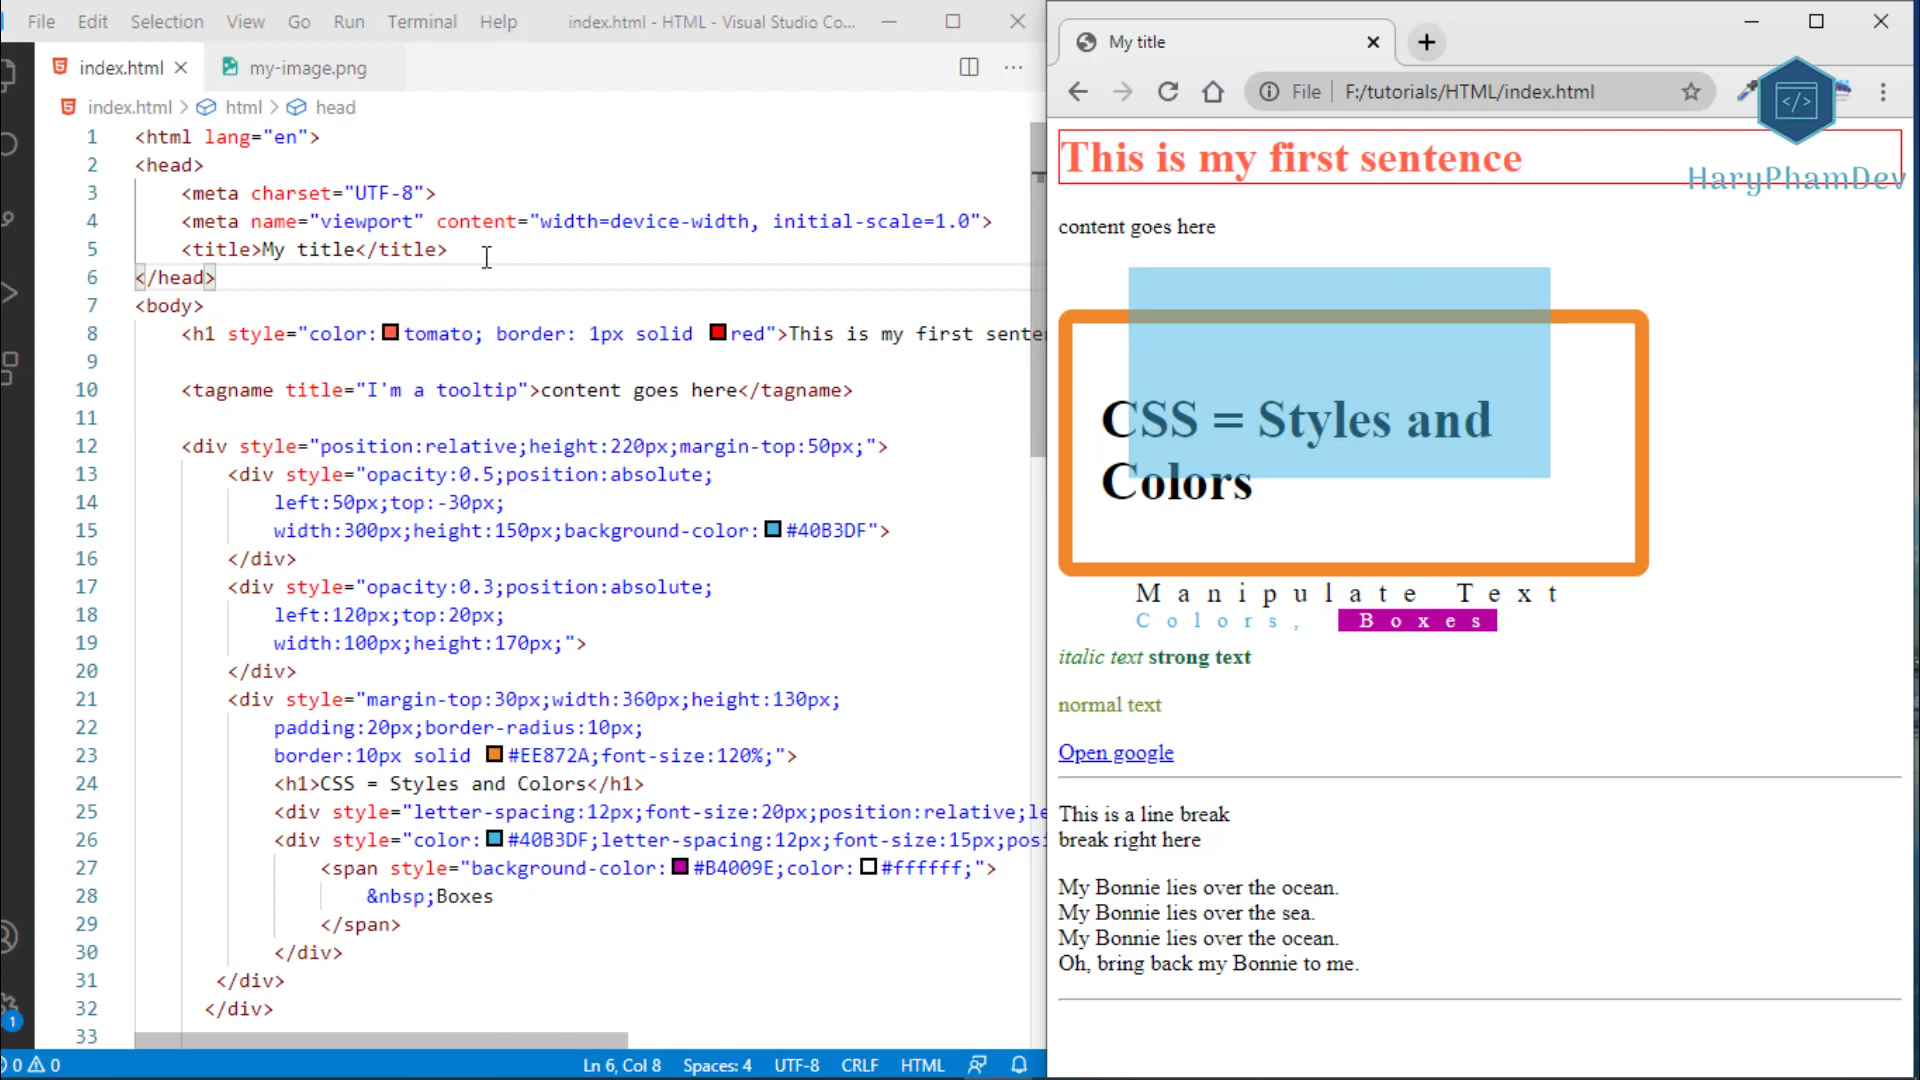 File Edit Selection View Go Run Terminal Help index.html - HTML - Visual Studio Co...
index.html my-image.png
index.html > html > head
1 <html lang="en">
2 <head>
3 <meta charset="UTF-8">
4 <meta name="viewport" content="width=device-width, initial-scale=1.0">
5 <title>My title</title>
6 </head>
7 <body>
8 <h1 style="color:tomato; border: 1px solid red">This is my first sente
9
10 <tagname title="I'm a tooltip">content goes here</tagname>
11
12 <div style="position:relative;height:220px;margin-top:50px;">
13 <div style="opacity:0.5;position:absolute;
14 left:50px;top:-30px;
15 width:300px;height:150px;background-color:#40B3DF">
16 </div>
17 <div style="opacity:0.3;position:absolute;
18 left:120px;top:20px;
19 width:100px;height:170px;">
20 </div>
21 <div style="margin-top:30px;width:360px;height:130px;
22 padding:20px;border-radius:10px;
23 border:10px solid #EE872A;font-size:120%;">
24 <h1>CSS = Styles and Colors</h1>
25 <div style="letter-spacing:12px;font-size:20px;position:relative;le
26 <div style="color:#40B3DF;letter-spacing:12px;font-size:15px;posi
27 <span style="background-color:#B4009E;color:#ffffff;">
28 &nbsp;Boxes
29 </span>
30 </div>
31 </div>
32 </div>
33
1
0 0 Ln 6, Col 8 Spaces: 4 UTF-8 CRLF HTML
My title
File F:/tutorials/HTML/index.html
</>
HaryPhamDev
This is my first sentence
content goes here
CSS = Styles and
Colors
Manipulate Text
Colors, Boxes
italic text strong text
normal text
Open google
This is a line break
break right here
My Bonnie lies over the ocean.
My Bonnie lies over the sea.
My Bonnie lies over the ocean.
Oh, bring back my Bonnie to me.